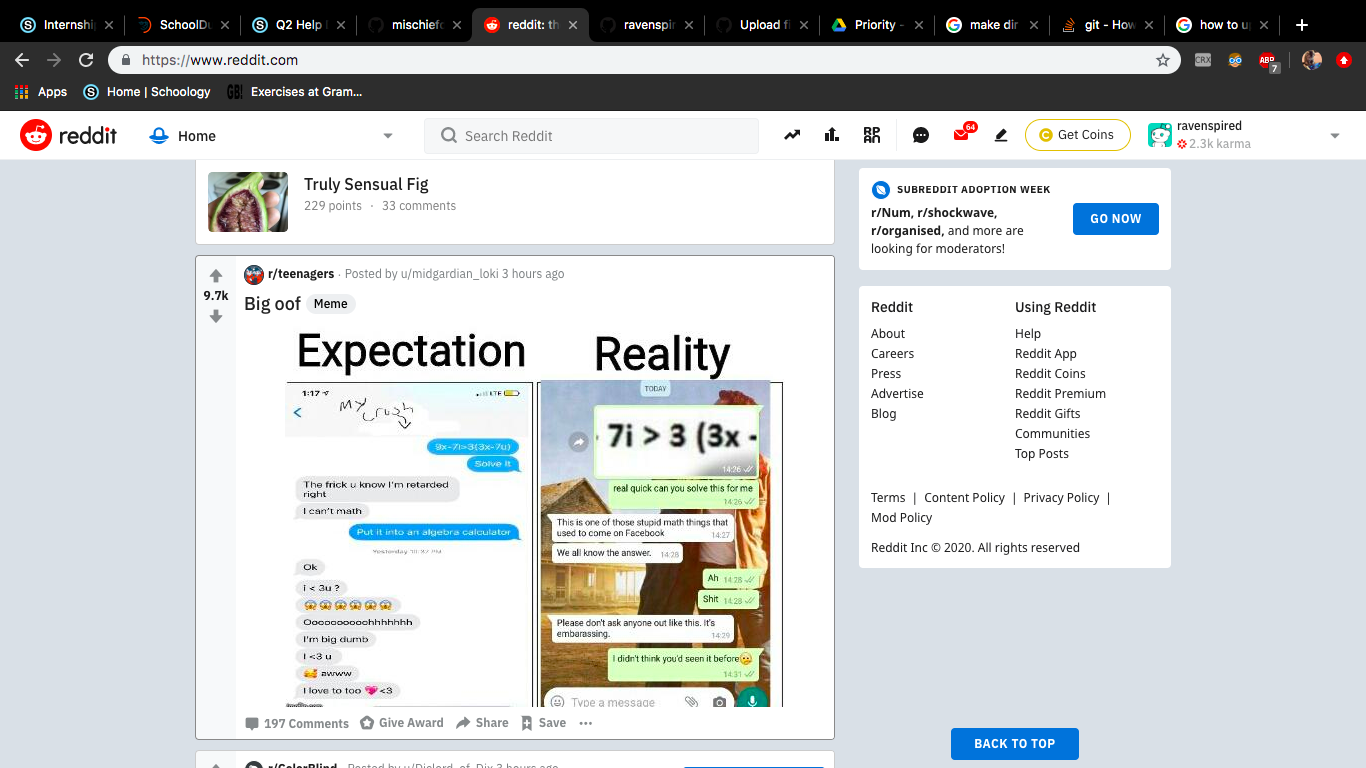 Internship
SchoolDu
Q2 Help
mischiefc
reddit: th
ravenspir
Upload fi
Priority -
make dir
git - How
how to u
https://www.reddit.com
CRX
ABP
7
Apps
Home | Schoology
GB!
Exercises at Gram...
reddit
Home
Search Reddit
64
Get Coins
ravenspired
2.3k karma
Truly Sensual Fig
229 points · 33 comments
SUBREDDIT ADOPTION WEEK
r/Num, r/shockwave,
r/organised, and more are
looking for moderators!
GO NOW
9.7k
r/teenagers · Posted by u/midgardian_loki 3 hours ago
Big oof Meme
Expectation
1:17
LTE
My crush
9x-7i>3(3x-7u)
Solve it
The frick u know I'm retarded
right
I can't math
Put it into an algebra calculator
Yesterday 10:37 PM
Ok
i < 3u ?
😱😱😱😱😱😱
Ooooooooohhhhhhh
I'm big dumb
I <3 u
🥰 awww
I love to too 💖 <3
Reality
TODAY
7i > 3 (3x -
14:26
real quick can you solve this for me
14:26
This is one of those stupid math things that
used to come on Facebook
14:27
We all know the answer. 14:28
Ah 14:28
Shit 14:28
Please don't ask anyone out like this. It's
embarassing.
14:29
I didn't think you'd seen it before
14:31
Type a message
197 Comments
Give Award
Share
Save
Reddit
About
Careers
Press
Advertise
Blog
Using Reddit
Help
Reddit App
Reddit Coins
Reddit Premium
Reddit Gifts
Communities
Top Posts
Terms | Content Policy | Privacy Policy |
Mod Policy
Reddit Inc © 2020. All rights reserved
BACK TO TOP
r/ColorBlind · Posted by 3 hours ago